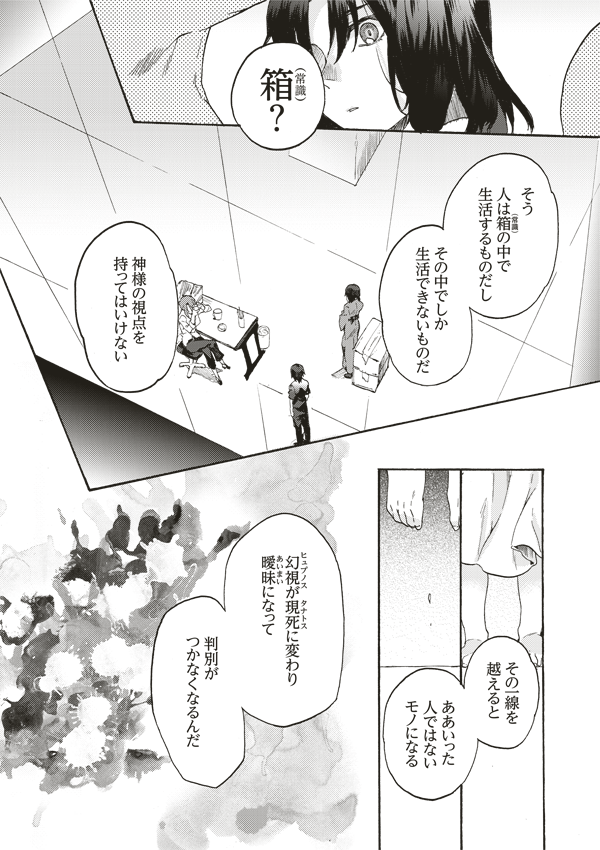 箱（常識）？
そう
人は箱（常識）の中で
生活するものだし
その中でしか
生活できないものだ
神様の視点を
持ってはいけない
その一線を
越えると
ああいった
人ではない
モノになる
幻視（ヒュプノス）が現死（タナトス）に変わり
曖昧（あいまい）になって
判別が
つかなくなるんだ